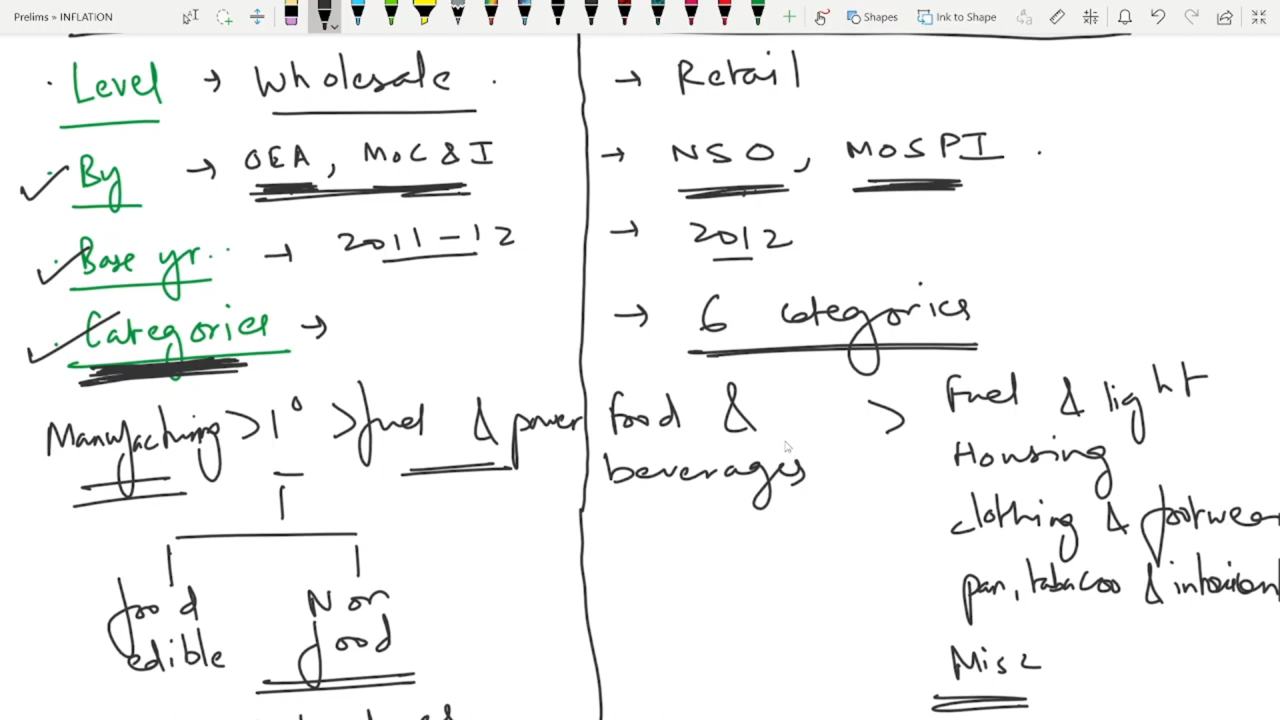 Prelims » INFLATION
Shapes
Ink to Shape
. Level → Wholesale . → Retail
By → OEA, MoC&I → NSO, MOSPI .
Base yr. → 2011-12 → 2012
Categories → → 6 categories
Manufacturing > 1° > fuel & power
food &
beverages
>
Fuel & light
Housing
clothing & footwear
pan, tabacoo &
Misc
food
edible
Non
food